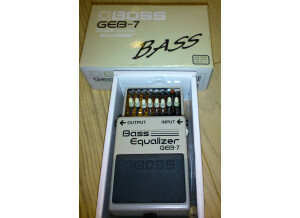 BOSS
GEB-7
BASS
OUTPUT INPUT
Bass
Equalizer
GEB-7
BOSS